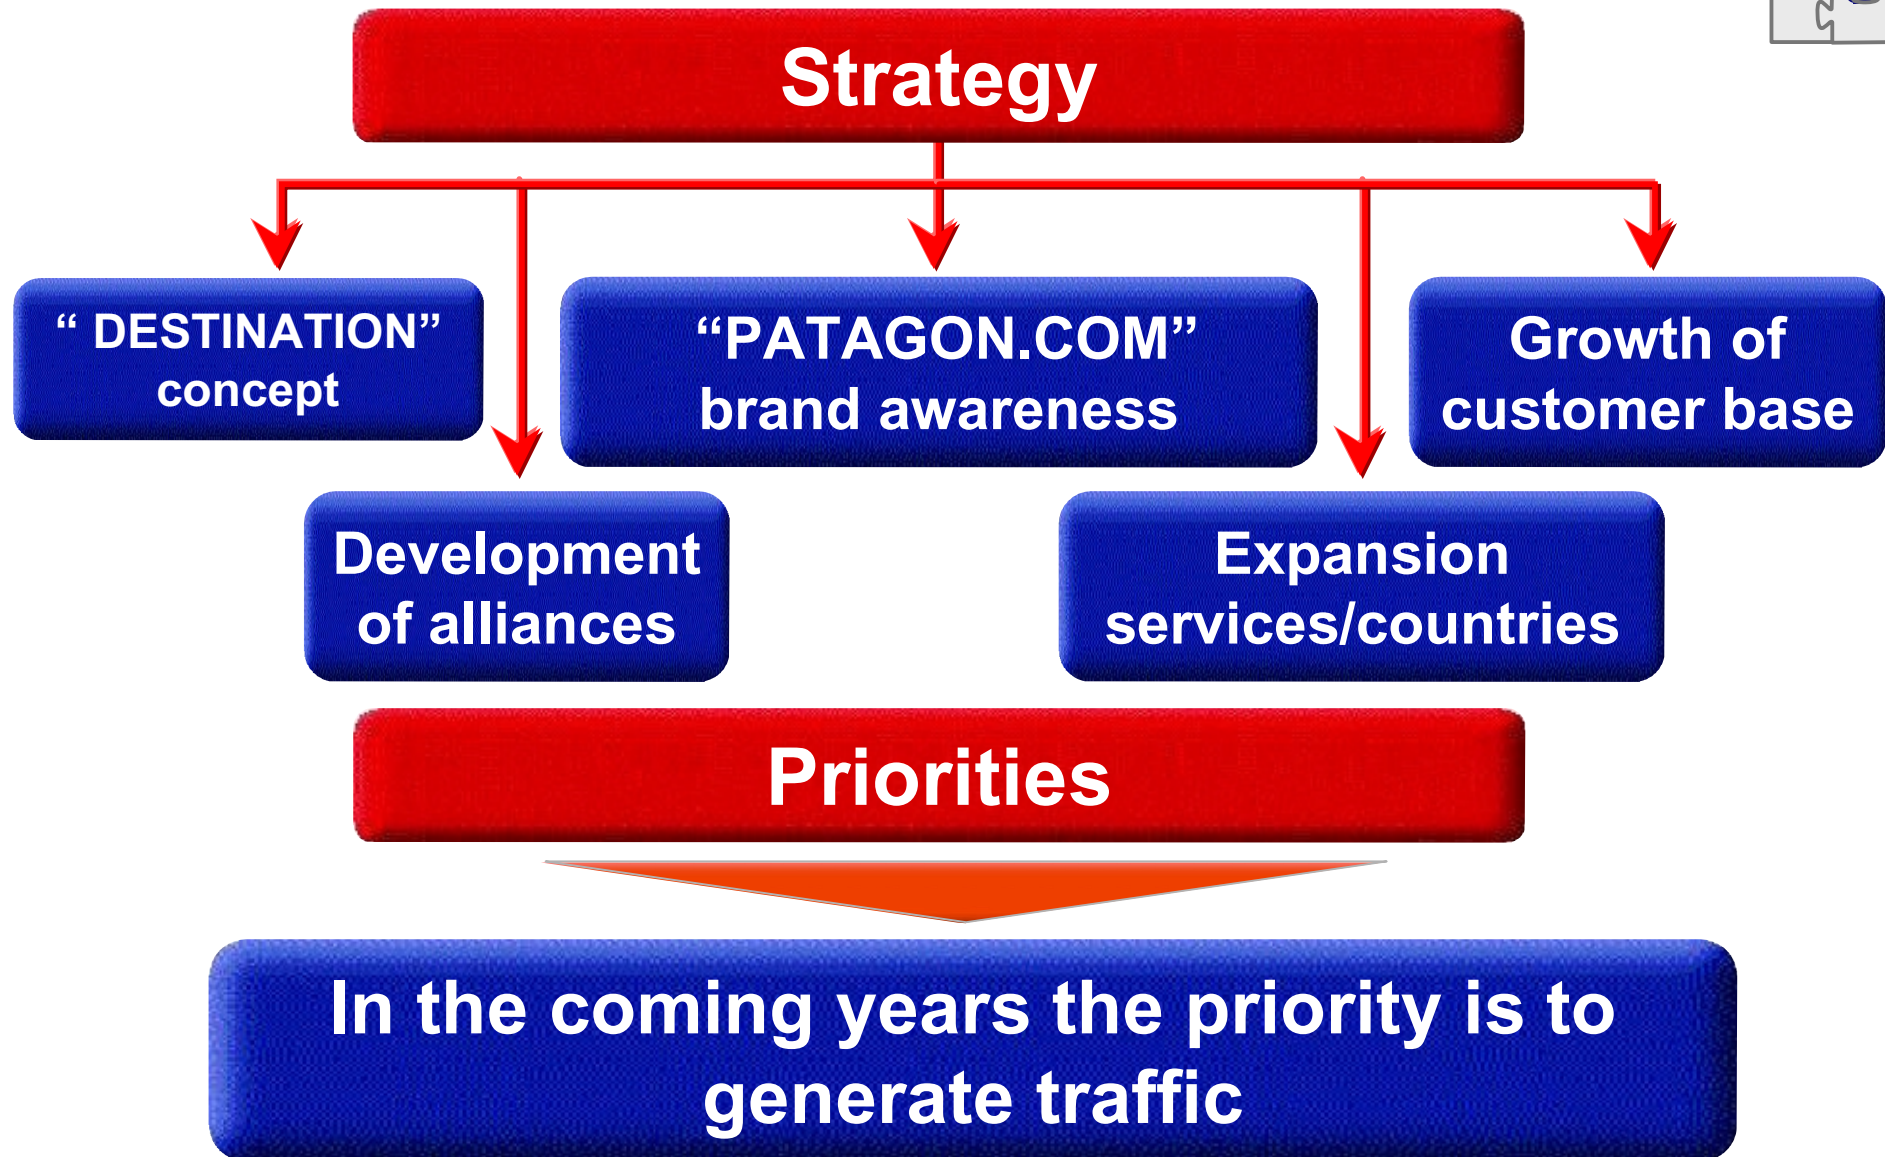 Strategy
“ DESTINATION”
concept
“PATAGON.COM”
brand awareness
Growth of
customer base
Development
of alliances
Expansion
services/countries
Priorities
In the coming years the priority is to
generate traffic